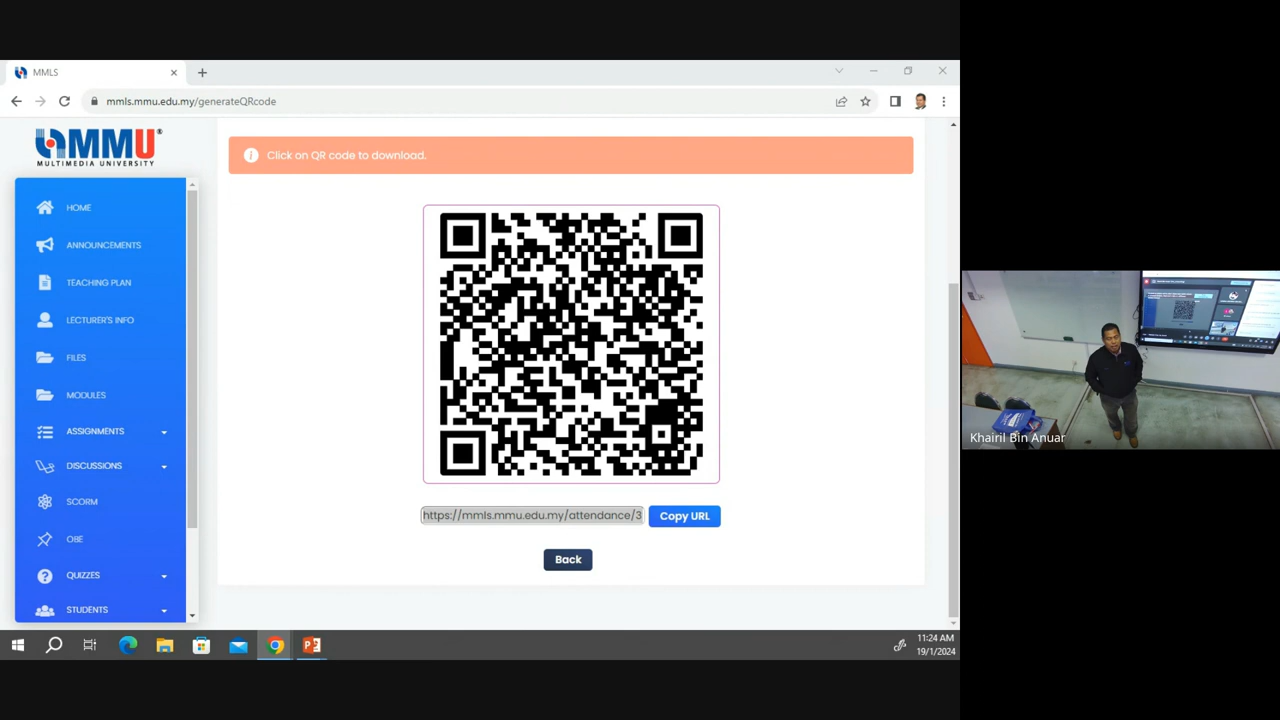 MMLS
mmls.mmu.edu.my/generateQRcode
MMU
MULTIMEDIA UNIVERSITY
Click on QR code to download.
HOME
ANNOUNCEMENTS
TEACHING PLAN
LECTURER'S INFO
FILES
MODULES
ASSIGNMENTS
DISCUSSIONS
SCORM
OBE
QUIZZES
STUDENTS
https://mmls.mmu.edu.my/attendance/3
Copy URL
Back
Khairil Bin Anuar
11:24 AM
19/1/2024